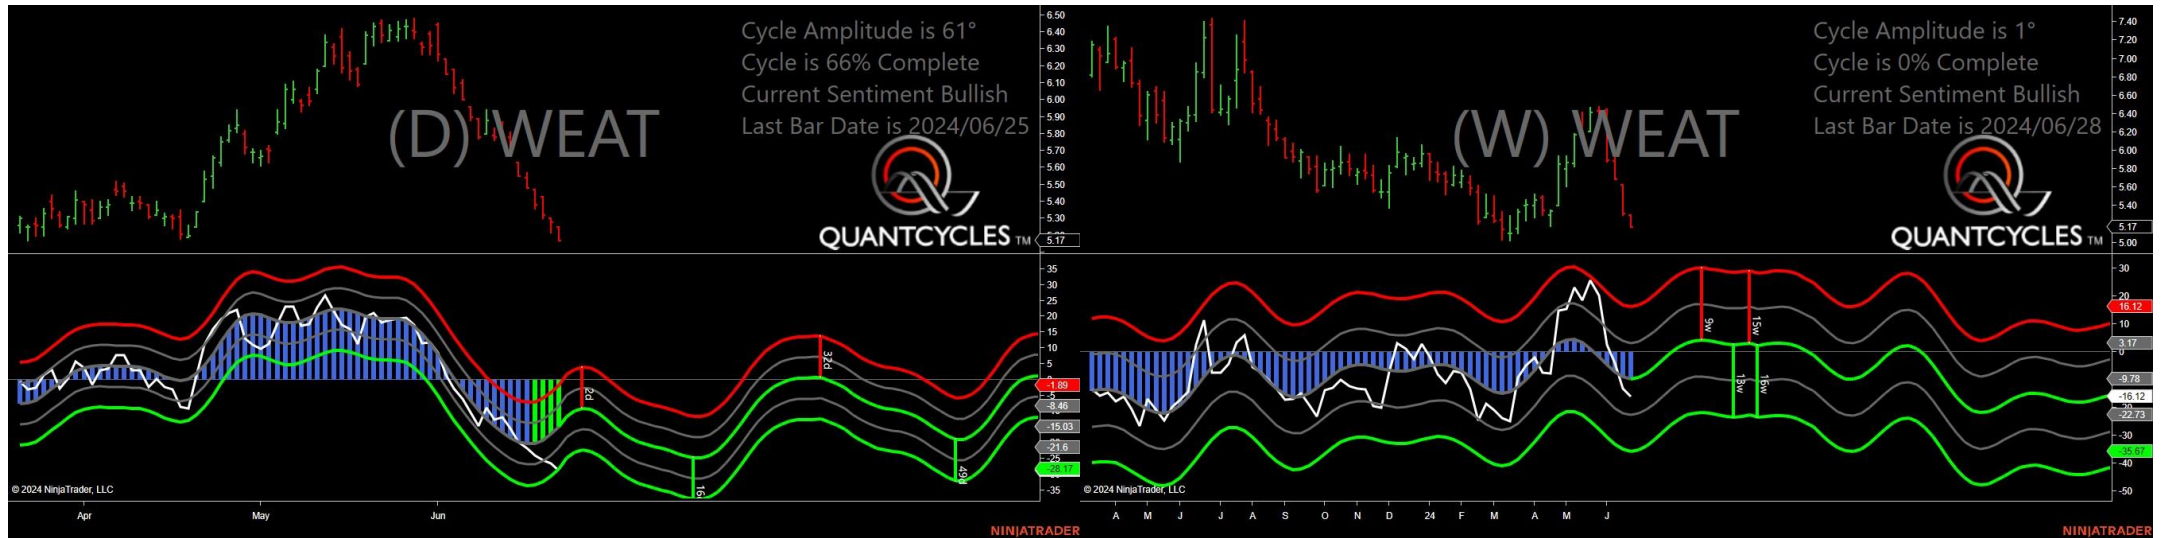 Cycle Amplitude is 61°
Cycle is 66% Complete
Current Sentiment Bullish
Last Bar Date is 2024/06/25
(D) WEAT
QUANTCYCLES TM
6.50
6.40
6.30
6.20
6.10
6.00
5.90
5.80
5.70
5.60
5.50
5.40
5.30
5.17
35
30
25
20
15
10
5
-1.89
-5
-8.46
-15.03
-21.6
-25
-28.17
-35
2d
16
32d
49d
© 2024 NinjaTrader, LLC
Apr
May
Jun
NINJATRADER
Cycle Amplitude is 1°
Cycle is 0% Complete
Current Sentiment Bullish
Last Bar Date is 2024/06/28
(W) WEAT
QUANTCYCLES TM
7.40
7.20
7.00
6.80
6.60
6.40
6.20
6.00
5.80
5.60
5.40
5.17
5.00
30
20
16.12
10
3.17
0
-9.78
-16.12
-22.73
-30
-35.67
-40
-50
9w
15w
13w
16w
© 2024 NinjaTrader, LLC
A M J J A S O N D 24 F M A M J
NINJATRADER